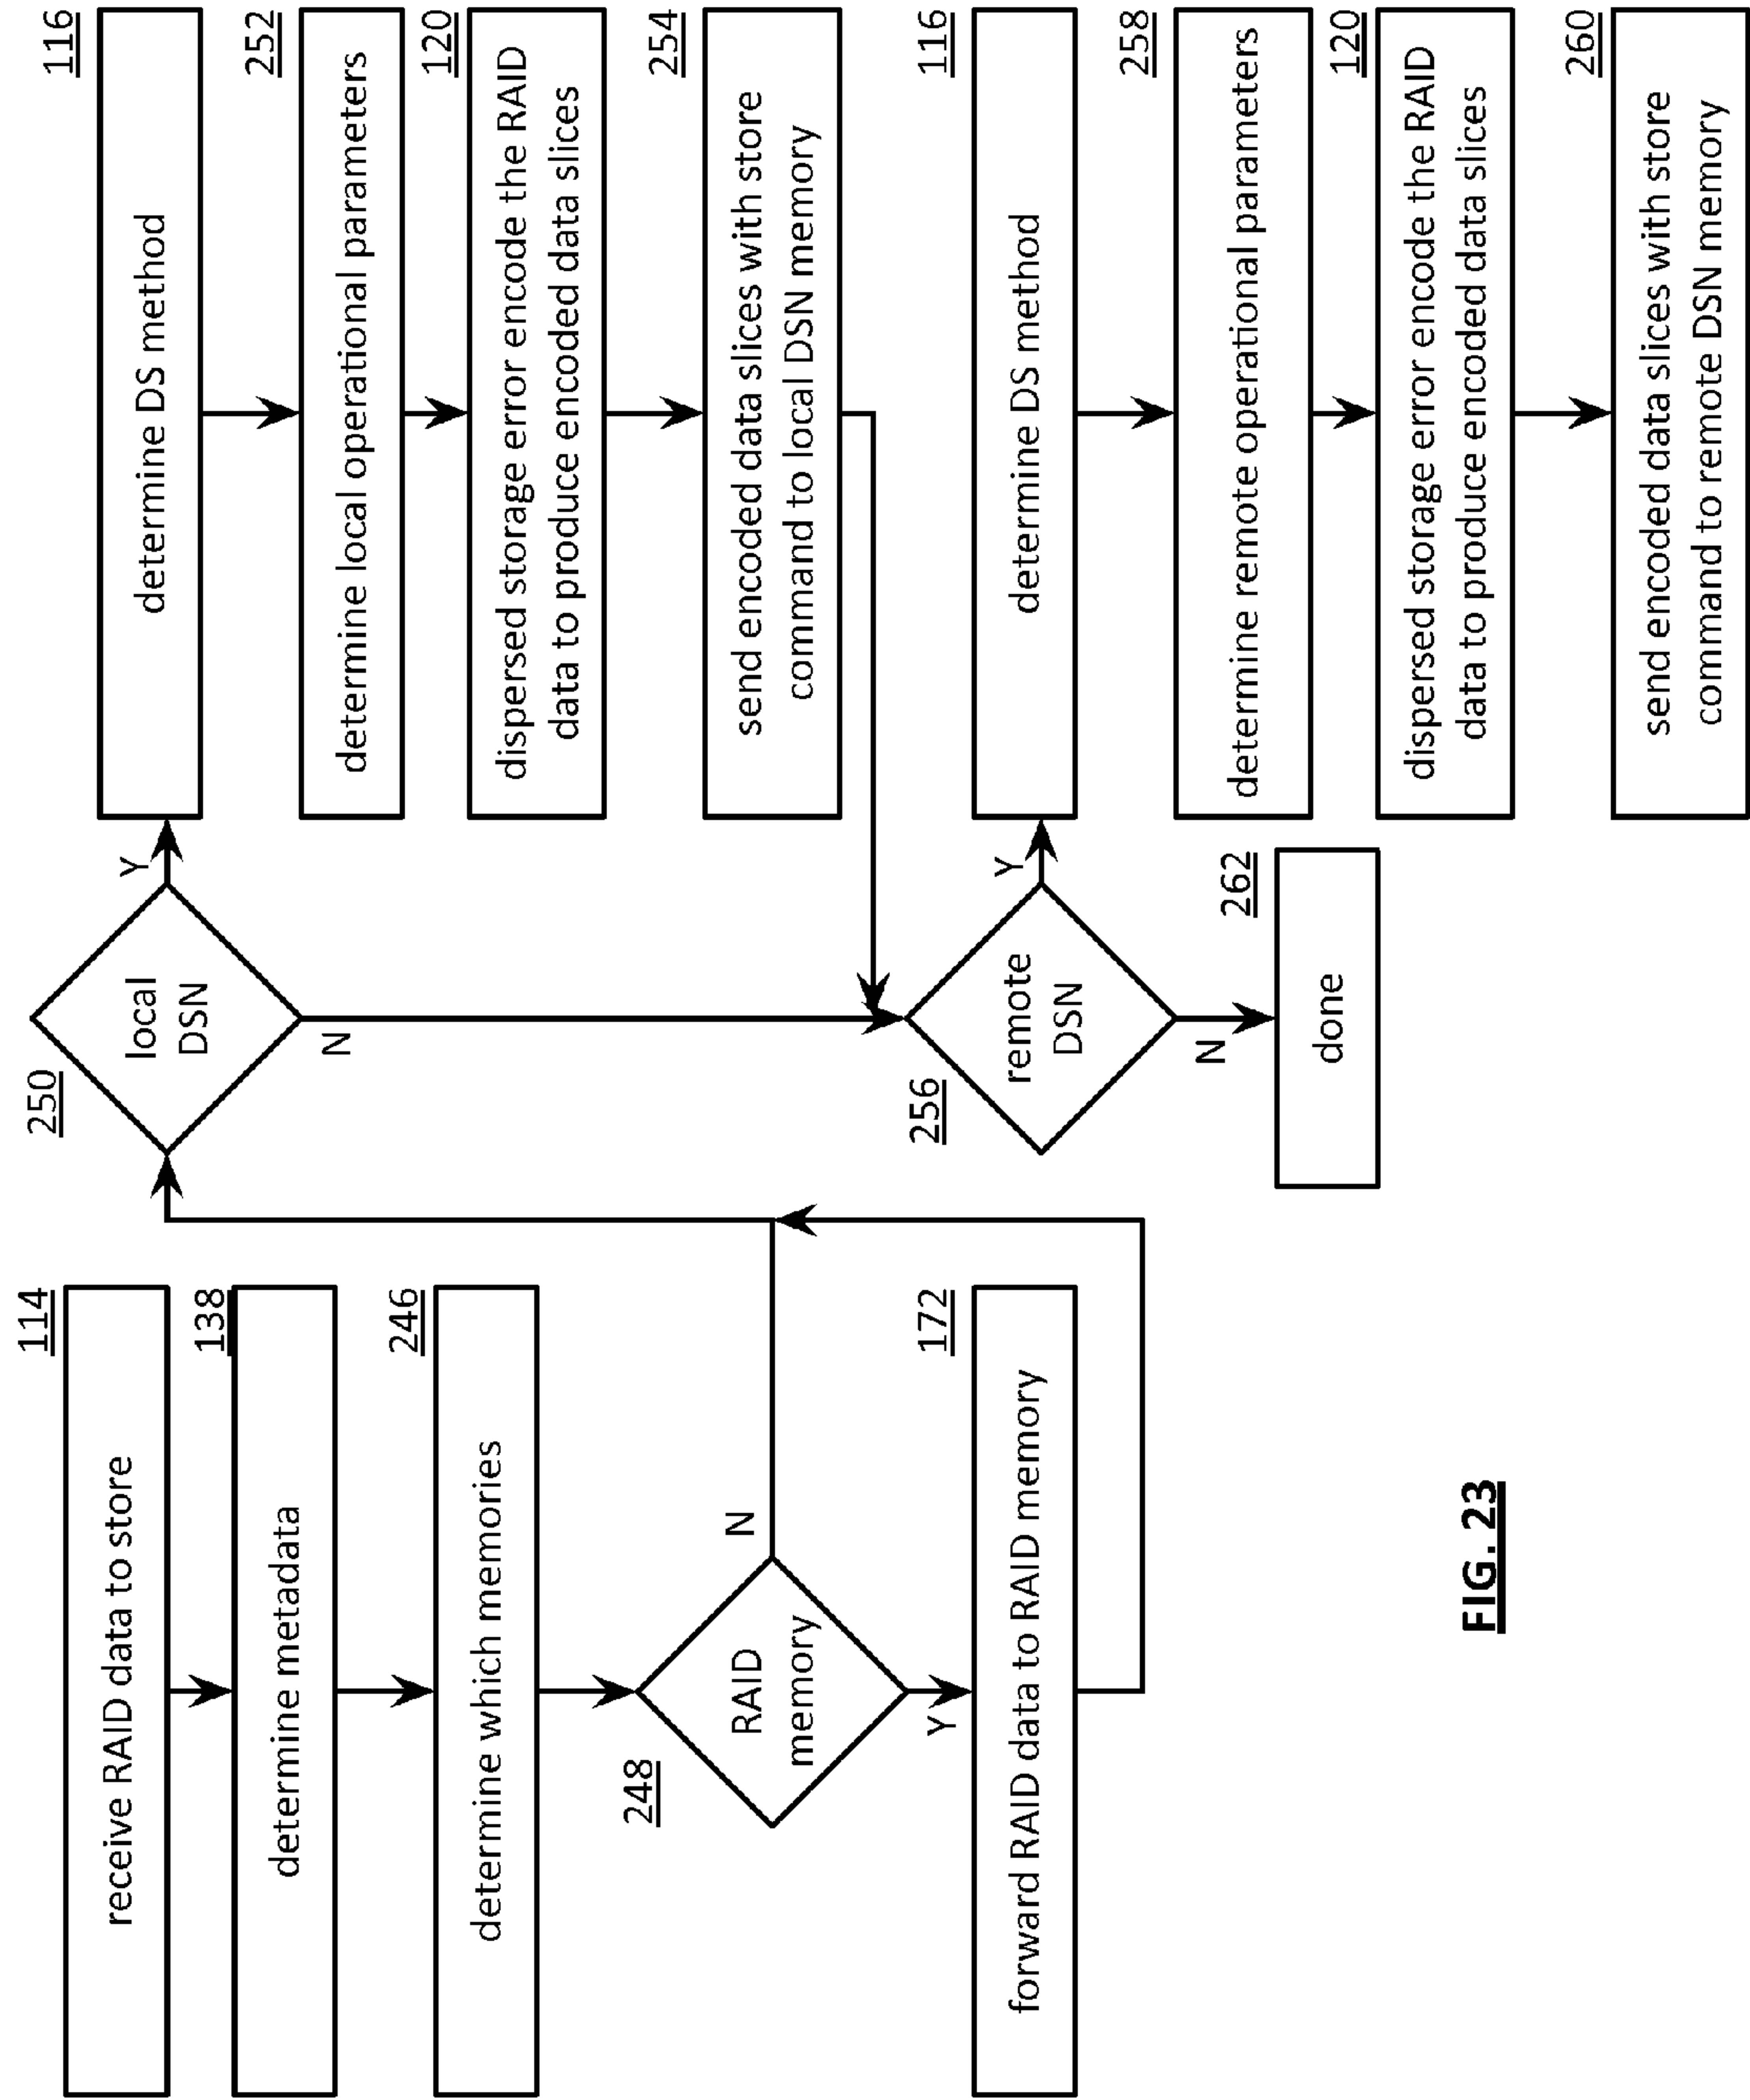 114
receive RAID data to store
138
determine metadata
246
determine which memories
248
RAID
memory
N
Y
172
forward RAID data to RAID memory
250
local
DSN
Y
N
116
determine DS method
252
determine local operational parameters
120
dispersed storage error encode the RAID
data to produce encoded data slices
254
send encoded data slices with store
command to local DSN memory
256
remote
DSN
Y
N
262
done
116
determine DS method
258
determine remote operational parameters
120
dispersed storage error encode the RAID
data to produce encoded data slices
260
send encoded data slices with store
command to remote DSN memory
FIG. 23